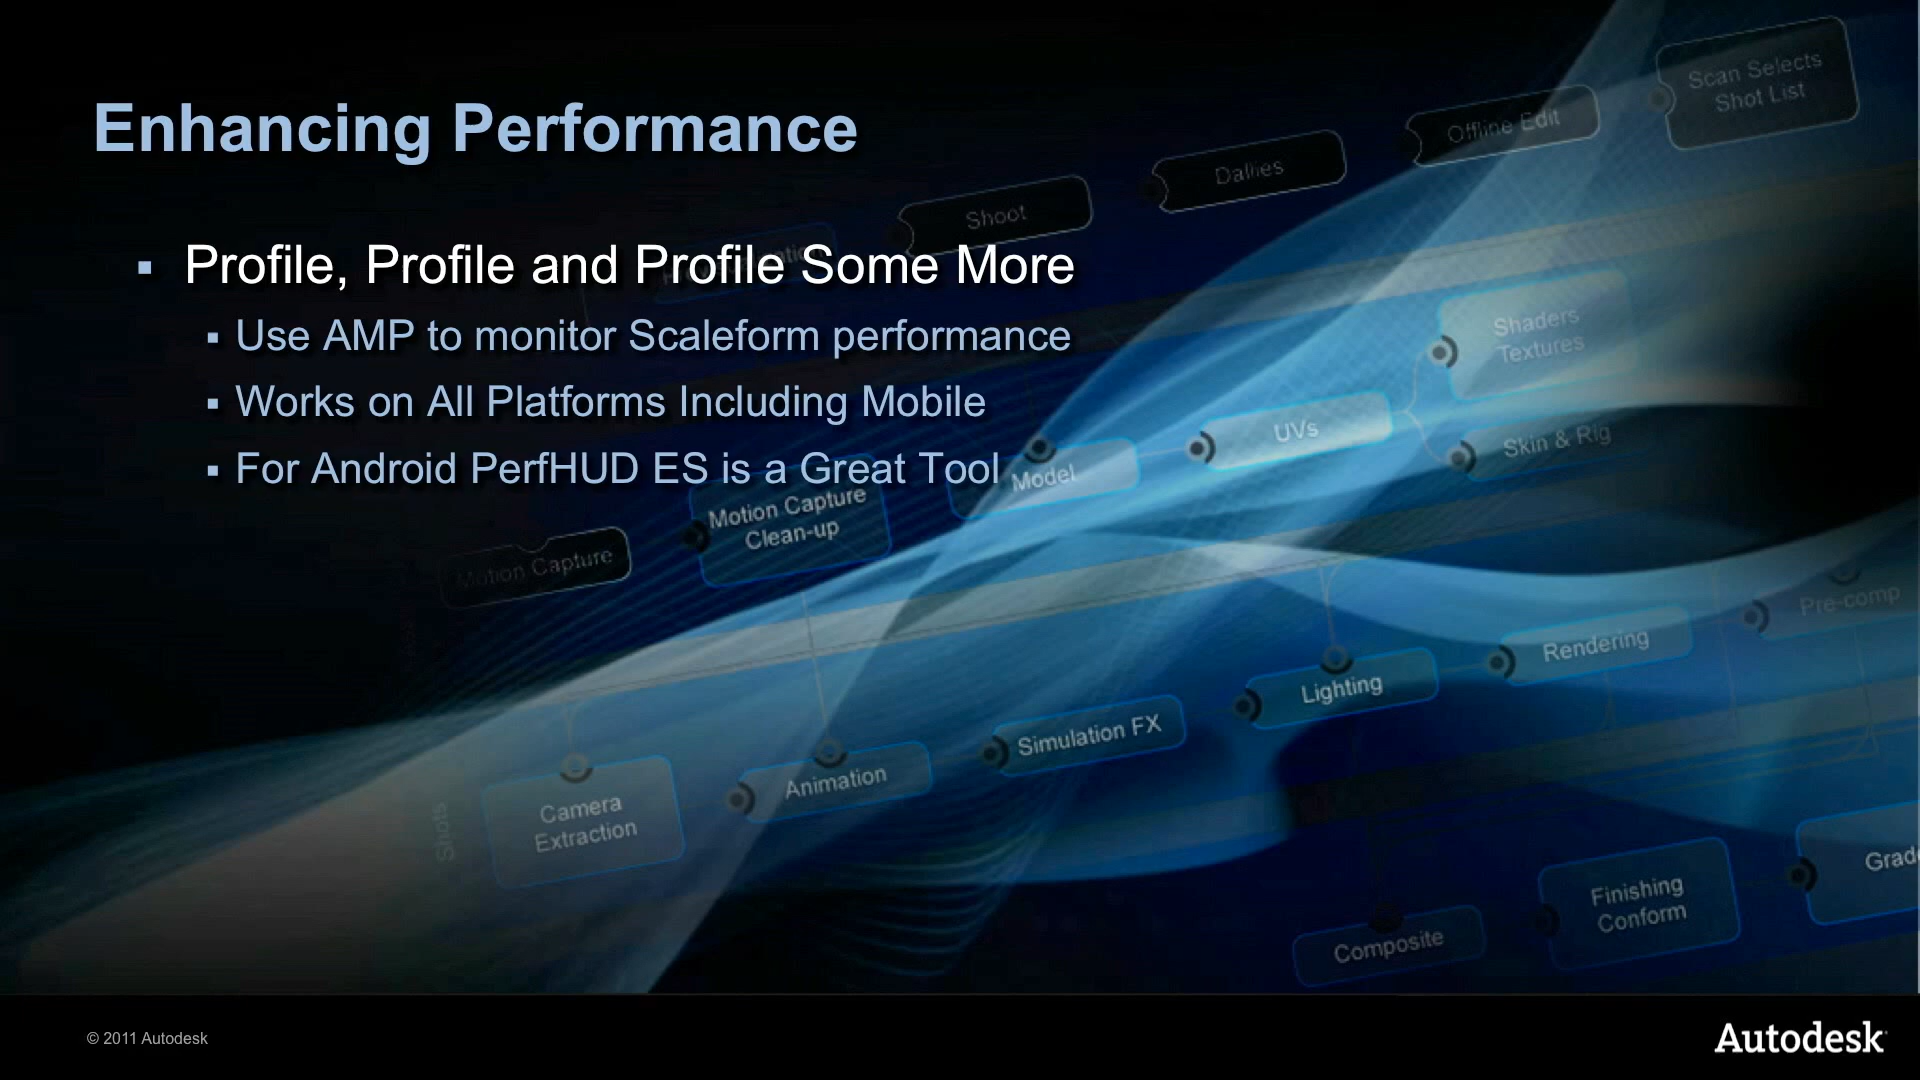 Enhancing Performance
▪ Profile, Profile and Profile Some More
▪ Use AMP to monitor Scaleform performance
▪ Works on All Platforms Including Mobile
▪ For Android PerfHUD ES is a Great Tool
Scan Selects
Shot List
Offline Edit
Dailies
Shoot
Shaders
Textures
UVs
Skin & Rig
Model
Motion Capture
Clean-up
Motion Capture
Pre-comp
Rendering
Lighting
Simulation FX
Animation
Camera
Extraction
Shots
Grade
Finishing
Conform
Composite
© 2011 Autodesk
Autodesk